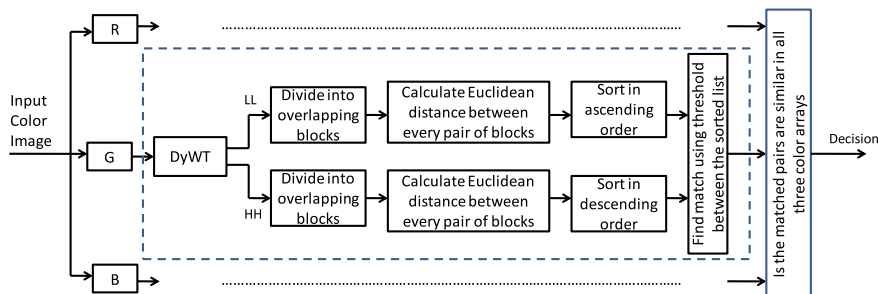 R
Input
Color
Image
G
B
DyWT
LL
HH
Divide into
overlapping
blocks
Calculate Euclidean
distance between
every pair of blocks
Sort in
ascending
order
Divide into
overlapping
blocks
Calculate Euclidean
distance between
every pair of blocks
Sort in
descending
order
Find match using threshold
between the sorted list
Is the matched pairs are similar in all
three color arrays
Decision